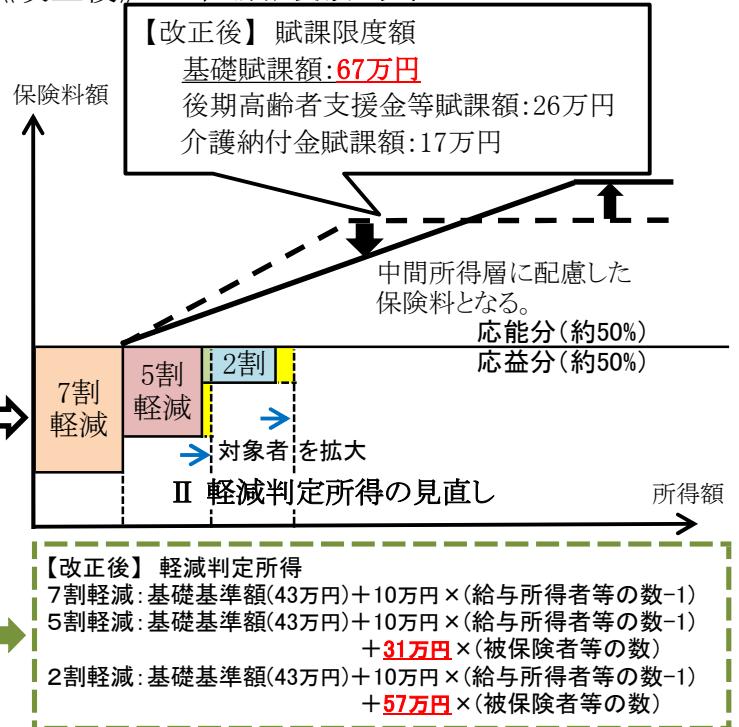 【改正後】 賦課限度額
基礎賦課額:67万円
後期高齢者支援金等賦課額:26万円
介護納付金賦課額:17万円
保険料額
中間所得層に配慮した
保険料となる。
応能分(約50%)
応益分(約50%)
7割
軽減
5割
軽減
2割
対象者を拡大
Ⅱ 軽減判定所得の見直し
所得額
【改正後】 軽減判定所得
7割軽減:基礎基準額(43万円)+10万円×(給与所得者等の数-1)
5割軽減:基礎基準額(43万円)+10万円×(給与所得者等の数-1)
+31万円×(被保険者等の数)
2割軽減:基礎基準額(43万円)+10万円×(給与所得者等の数-1)
+57万円×(被保険者等の数)